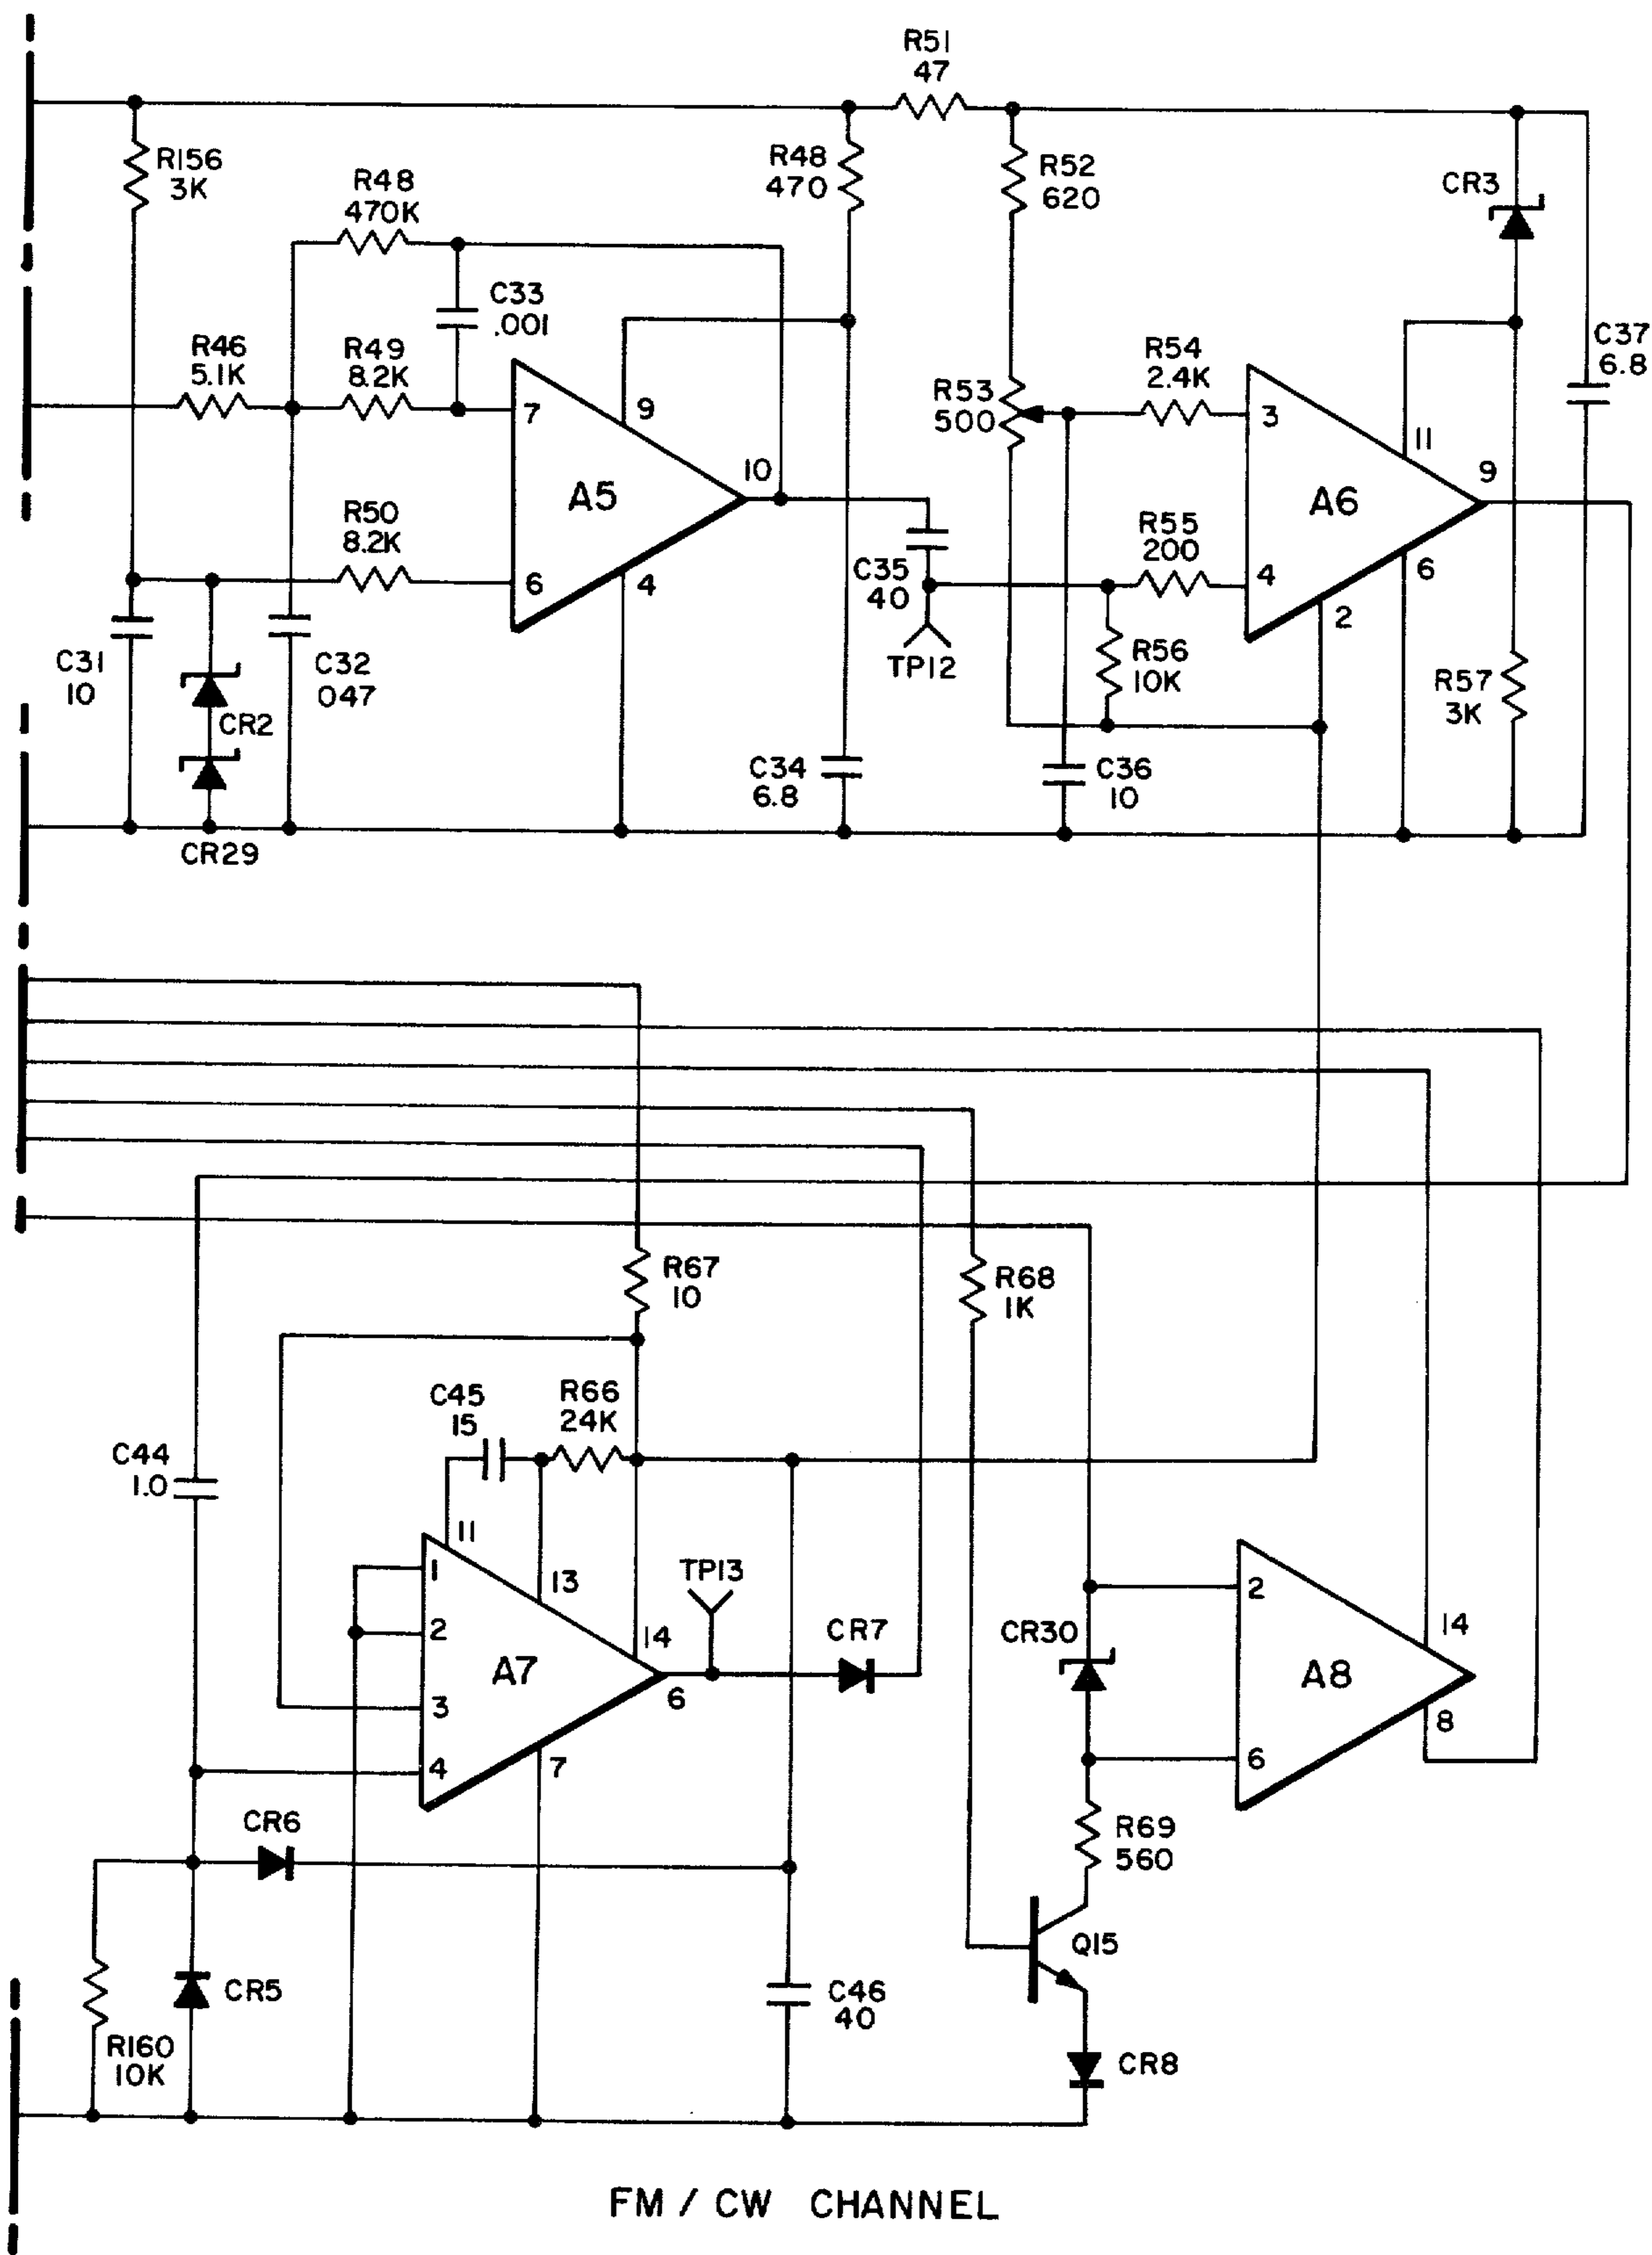 R51
47
R156
3K
R48
470K
R48
470
R52
620
CR3
C33
.001
C37
6.8
R46
5.1K
R49
8.2K
R54
2.4K
R53
500
7
9
10
A5
3
11
9
A6
R50
8.2K
6
4
C35
40
R55
200
4
6
2
C31
10
CR2
C32
047
TP12
R56
10K
R57
3K
C34
6.8
C36
10
CR29
R67
10
R68
1K
C45
15
R66
24K
C44
1.0
11
1
13
TP13
2
14
CR7
CR30
2
14
A7
6
A8
3
4
7
8
6
CR6
R69
560
Q15
CR5
C46
40
R160
10K
CR8
FM / CW CHANNEL